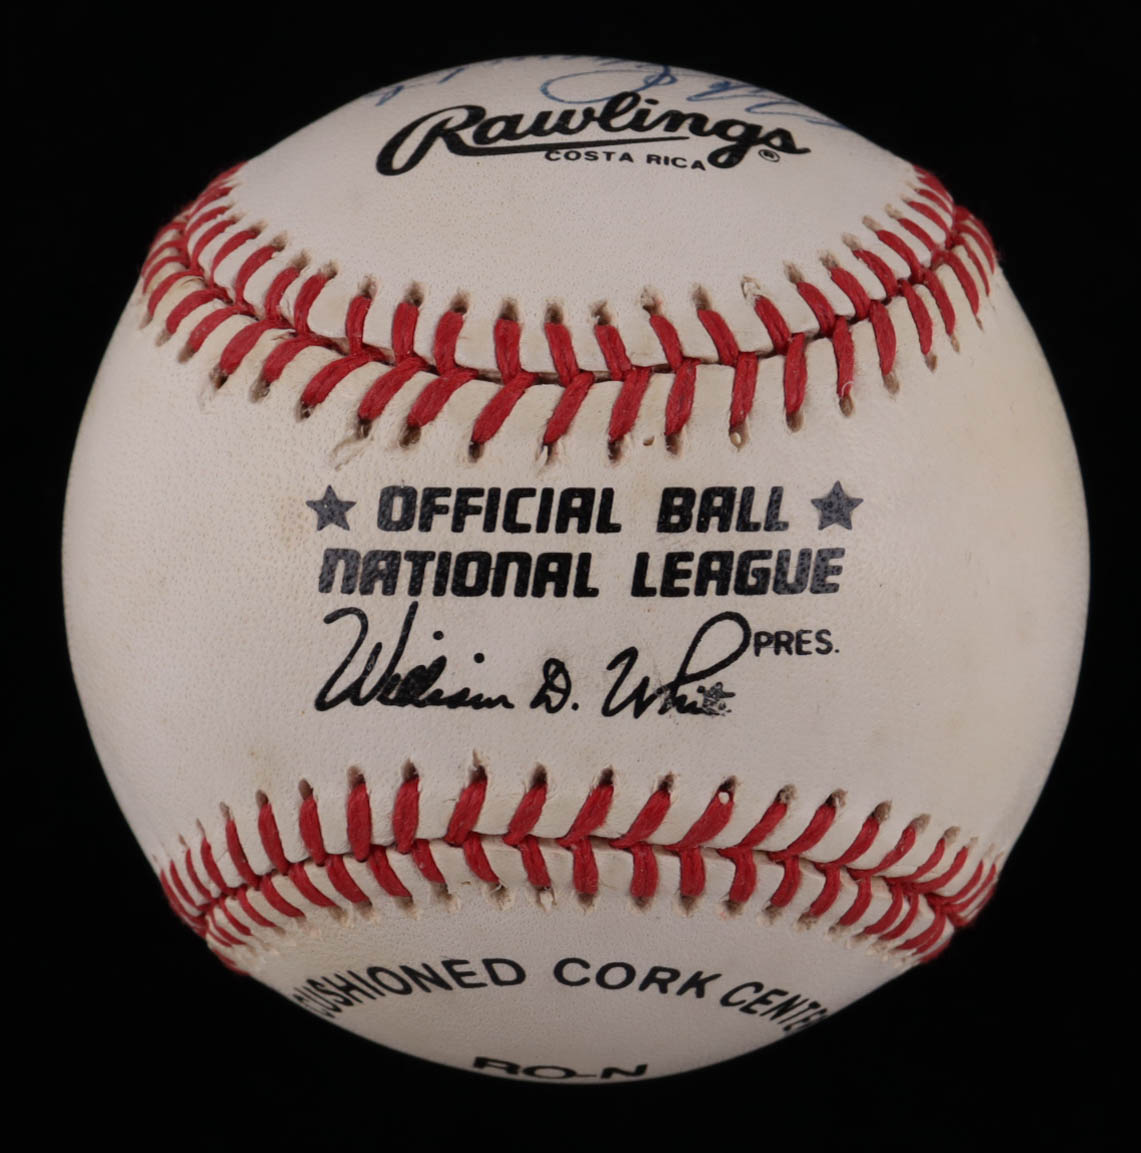 Rawlings®
COSTA RICA
★ OFFICIAL BALL ★
NATIONAL LEAGUE
William D. White PRES.
CUSHIONED CORK CENTER
RO-N